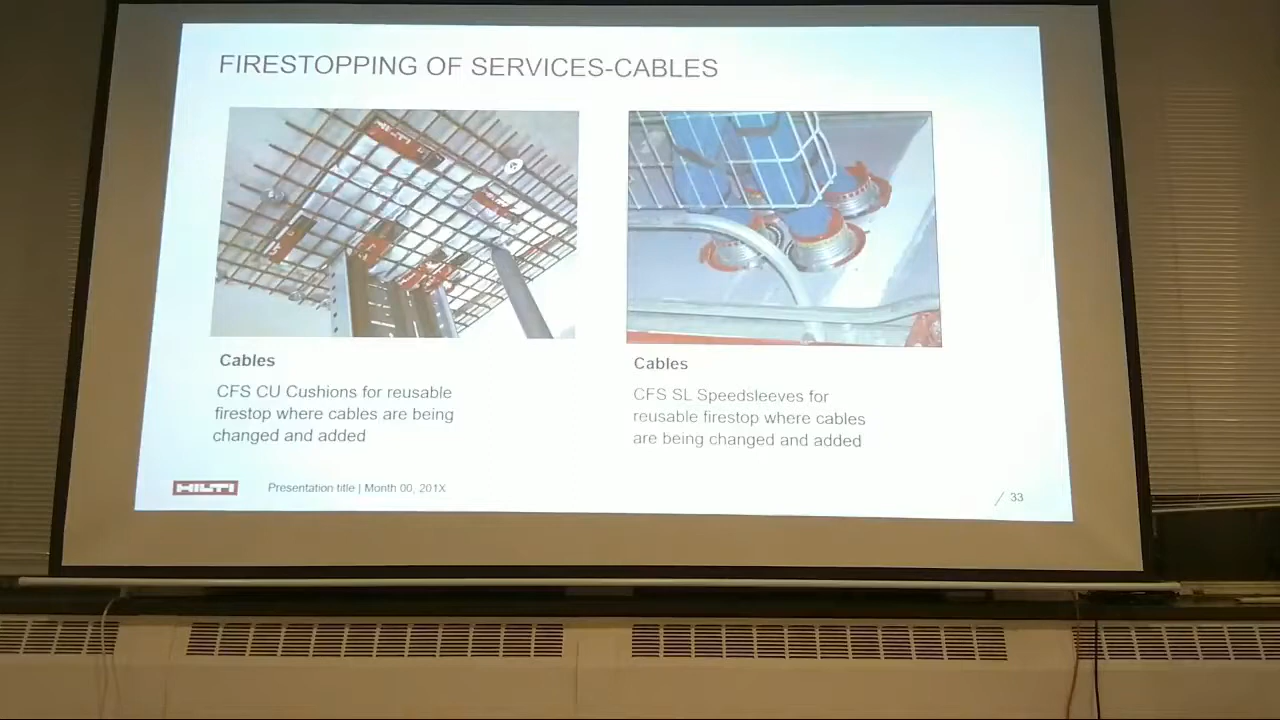 FIRESTOPPING OF SERVICES-CABLES
HILTI
Cables
CFS CU Cushions for reusable
firestop where cables are being
changed and added
Cables
CFS SL Speedsleeves for
reusable firestop where cables
are being changed and added
HILTI
Presentation title | Month 00, 201X
/ 33